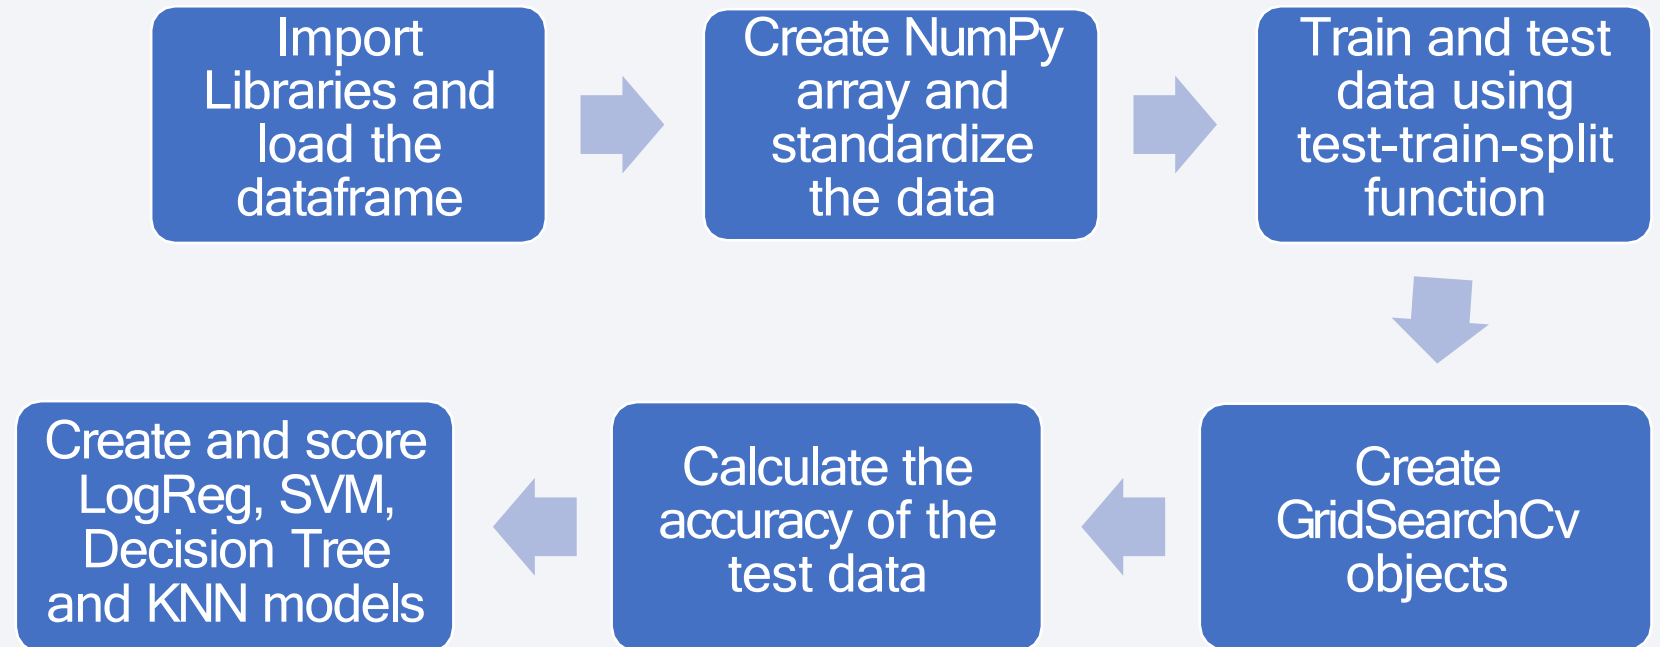 Import
Libraries and
load the
dataframe
Create NumPy
array and
standardize
the data
Train and test
data using
test-train-split
function
Create
GridSearchCv
objects
Calculate the
accuracy of the
test data
Create and score
LogReg, SVM,
Decision Tree
and KNN models